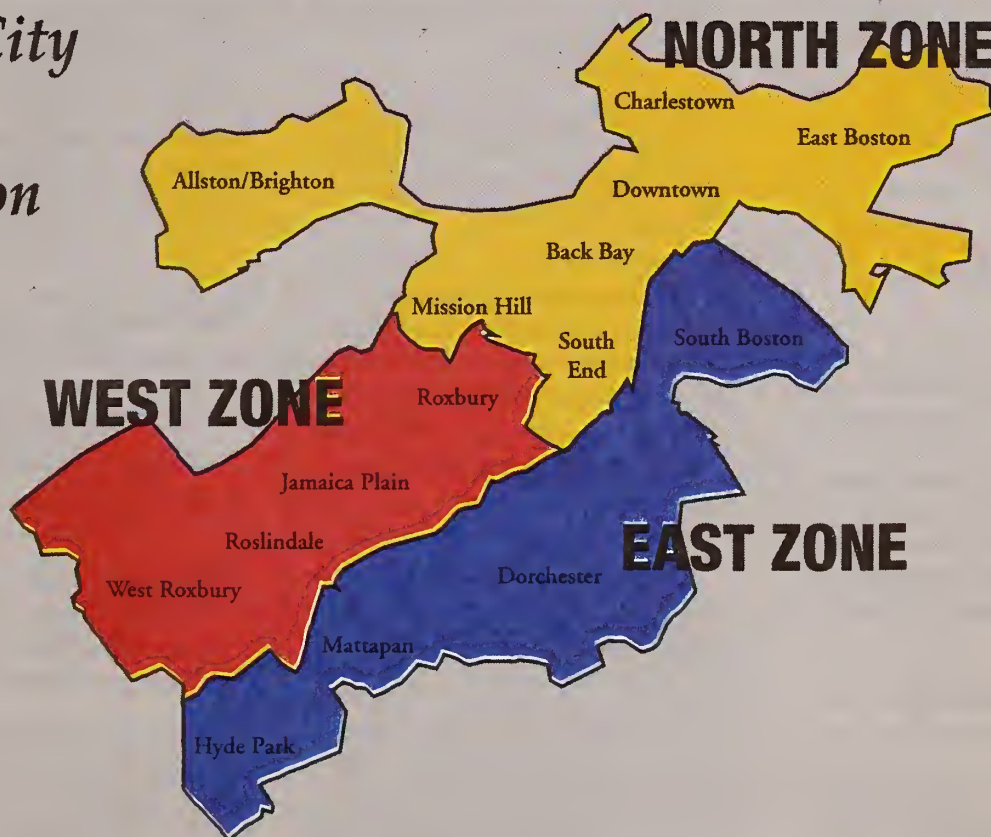 City
NORTH ZONE
Charlestown
East Boston
Allston/Brighton
Downtown
Back Bay
Mission Hill
South
End
South Boston
WEST ZONE
Roxbury
Jamaica Plain
Roslindale
EAST ZONE
West Roxbury
Dorchester
Mattapan
Hyde Park